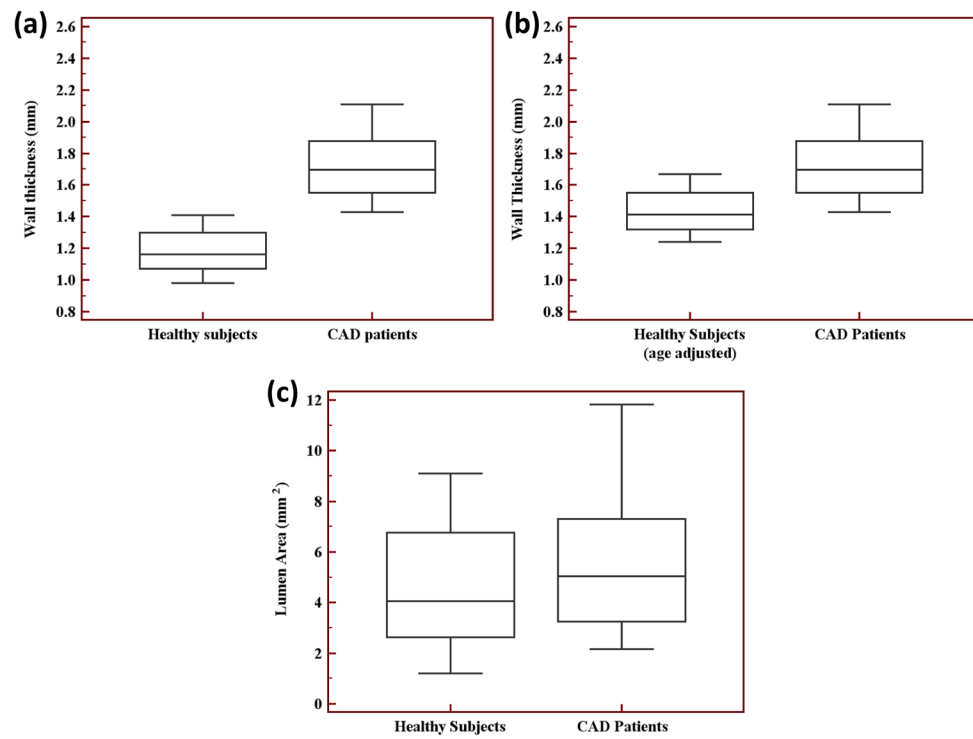 (a)
Wall thickness (mm)
2.6
2.4
2.2
2.0
1.8
1.6
1.4
1.2
1.0
0.8
Healthy subjects
CAD patients
(b)
Wall Thickness (mm)
2.6
2.4
2.2
2.0
1.8
1.6
1.4
1.2
1.0
0.8
Healthy Subjects
(age adjusted)
CAD Patients
(c)
Lumen Area (mm²)
12
10
8
6
4
2
0
Healthy Subjects
CAD Patients